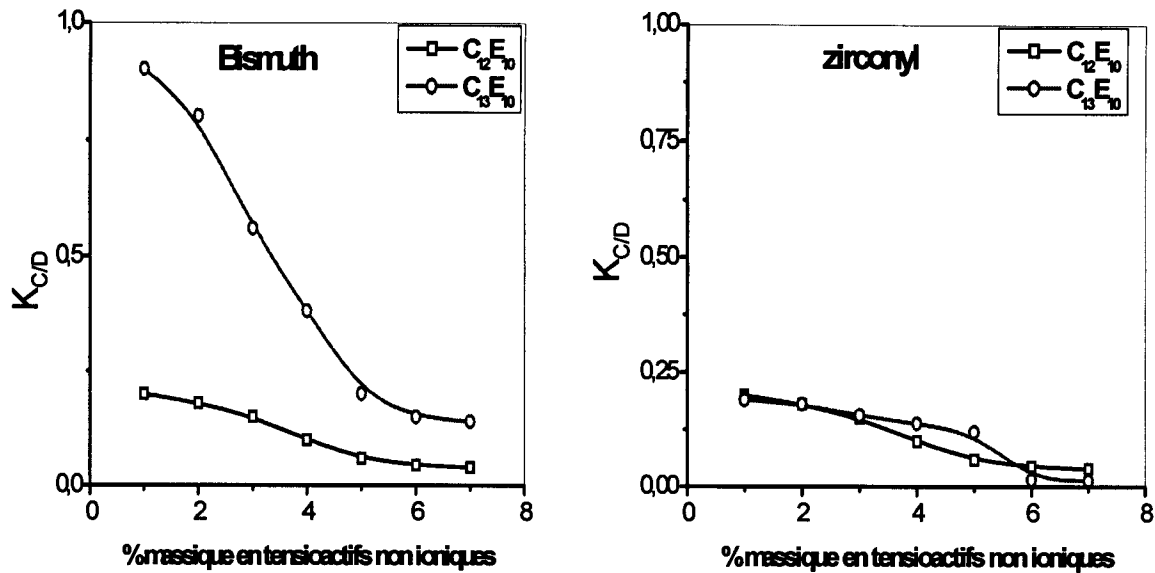 1,0
Bismuth
C12E10
C13E10
0,5
K C/D
0,0
0
2
4
6
8
%massique en tensioactifs non ioniques
1,00
zirconyl
C12E10
C13E10
0,75
0,50
K C/D
0,25
0,00
0
2
4
6
8
%massique en tensioactifs non ioniques